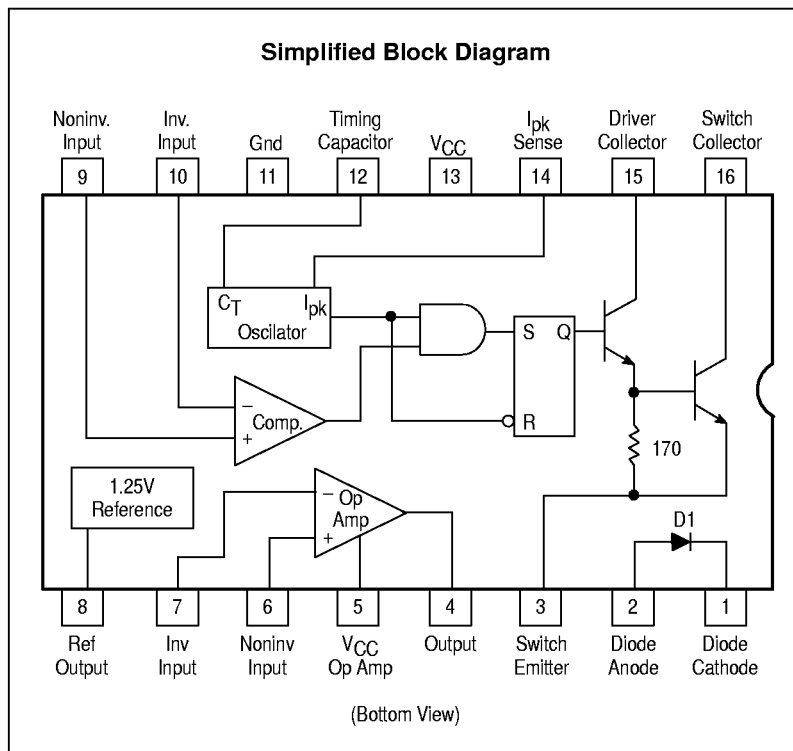 Simplified Block Diagram
Noninv. Input
Inv. Input
Gnd
Timing Capacitor
VCC
Ipk Sense
Driver Collector
Switch Collector
9 10 11 12 13 14 15 16
CT Ipk
Oscilator
S Q
R
− Comp. +
170
1.25V
Reference
− Op
Amp
+
D1
8 7 6 5 4 3 2 1
Ref Output
Inv Input
Noninv Input
VCC Op Amp
Output
Switch Emitter
Diode Anode
Diode Cathode
(Bottom View)